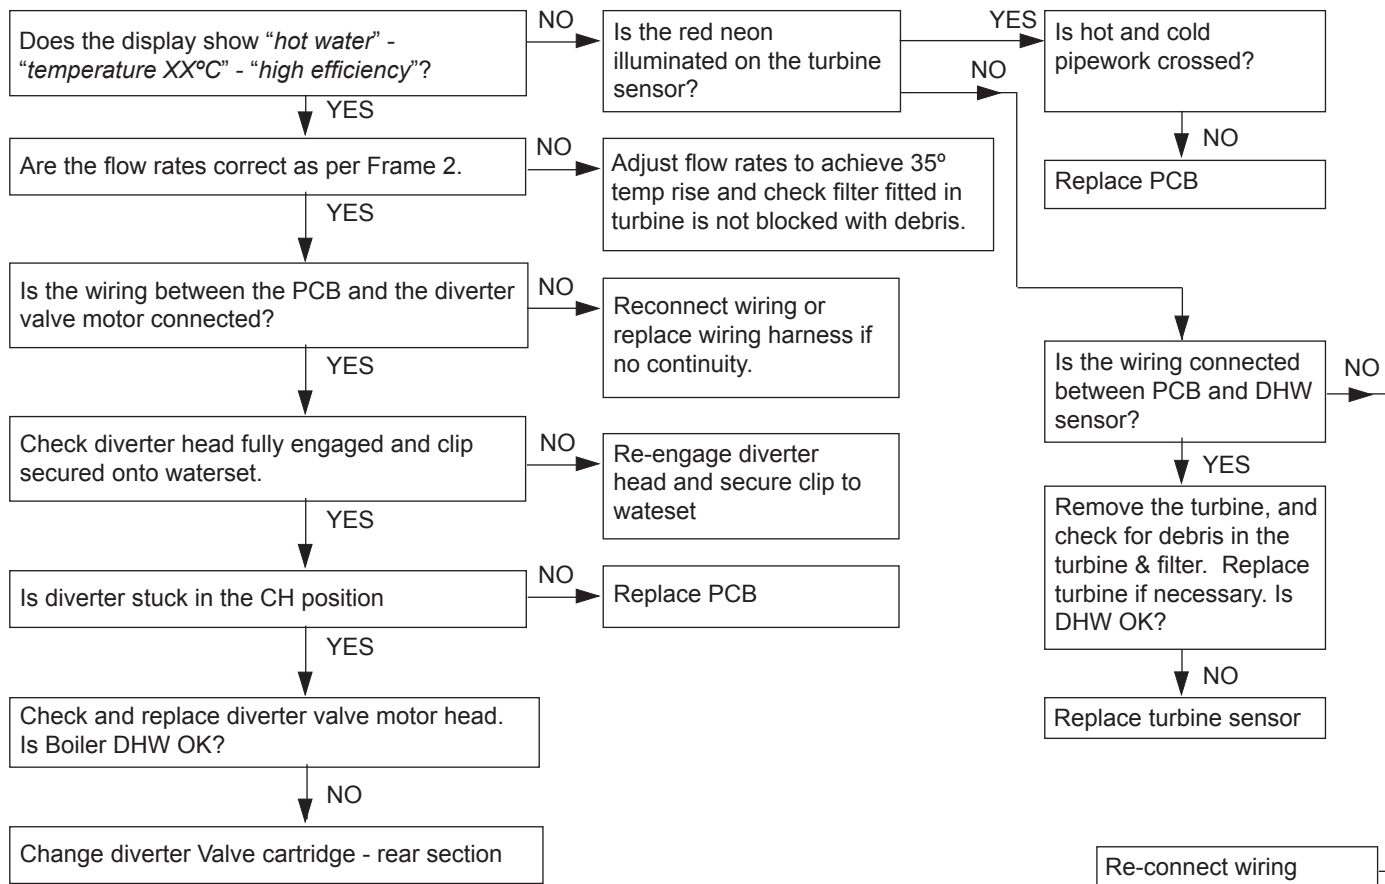 Does the display show “hot water” -
“temperature XXºC” - “high efficiency”?
NO
Is the red neon
illuminated on the turbine
sensor?
YES
Is hot and cold
pipework crossed?
NO
YES
NO
Are the flow rates correct as per Frame 2.
NO
Adjust flow rates to achieve 35º
temp rise and check filter fitted in
turbine is not blocked with debris.
Replace PCB
YES
Is the wiring between the PCB and the diverter
valve motor connected?
NO
Reconnect wiring or
replace wiring harness if
no continuity.
YES
Is the wiring connected
between PCB and DHW
sensor?
NO
Check diverter head fully engaged and clip
secured onto waterset.
NO
Re-engage diverter
head and secure clip to
wateset
YES
Remove the turbine, and
check for debris in the
turbine & filter. Replace
turbine if necessary. Is
DHW OK?
YES
Is diverter stuck in the CH position
NO
Replace PCB
YES
NO
Replace turbine sensor
Check and replace diverter valve motor head.
Is Boiler DHW OK?
NO
Change diverter Valve cartridge - rear section
Re-connect wiring